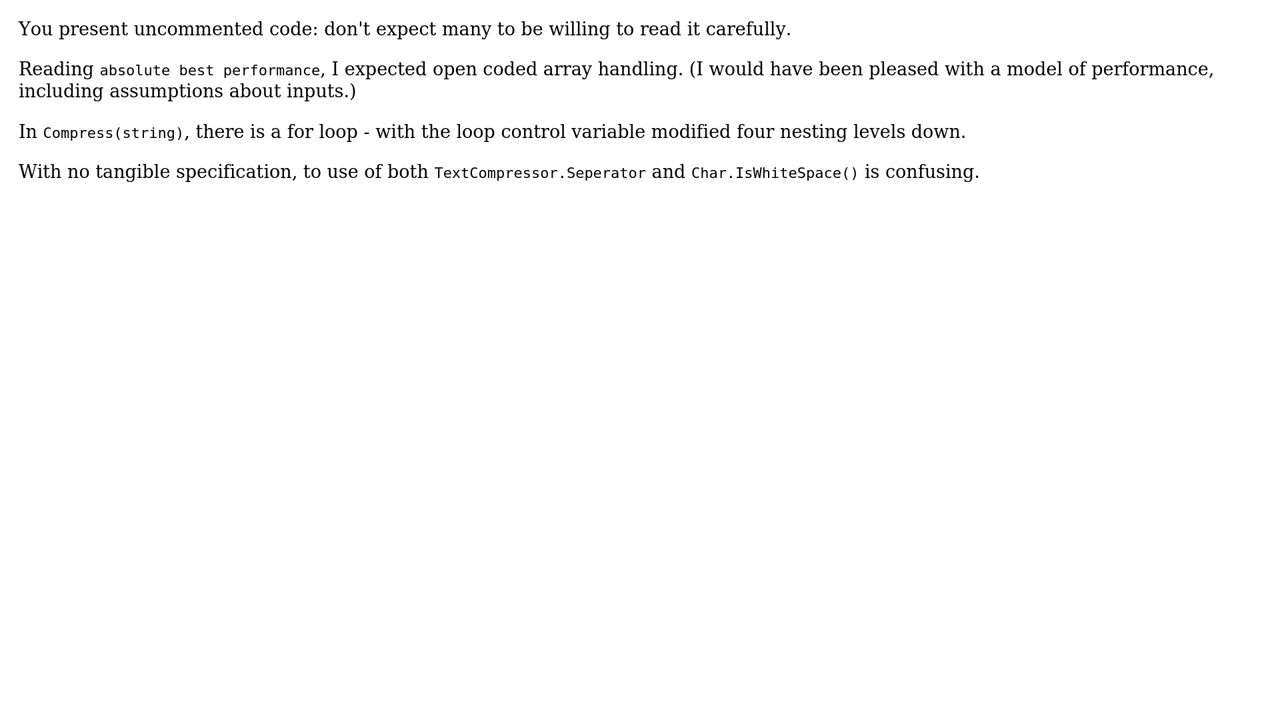 You present uncommented code: don't expect many to be willing to read it carefully.
Reading absolute best performance, I expected open coded array handling. (I would have been pleased with a model of performance,
including assumptions about inputs.)
In Compress(string), there is a for loop - with the loop control variable modified four nesting levels down.
With no tangible specification, to use of both TextCompressor.Seperator and Char.IsWhiteSpace() is confusing.